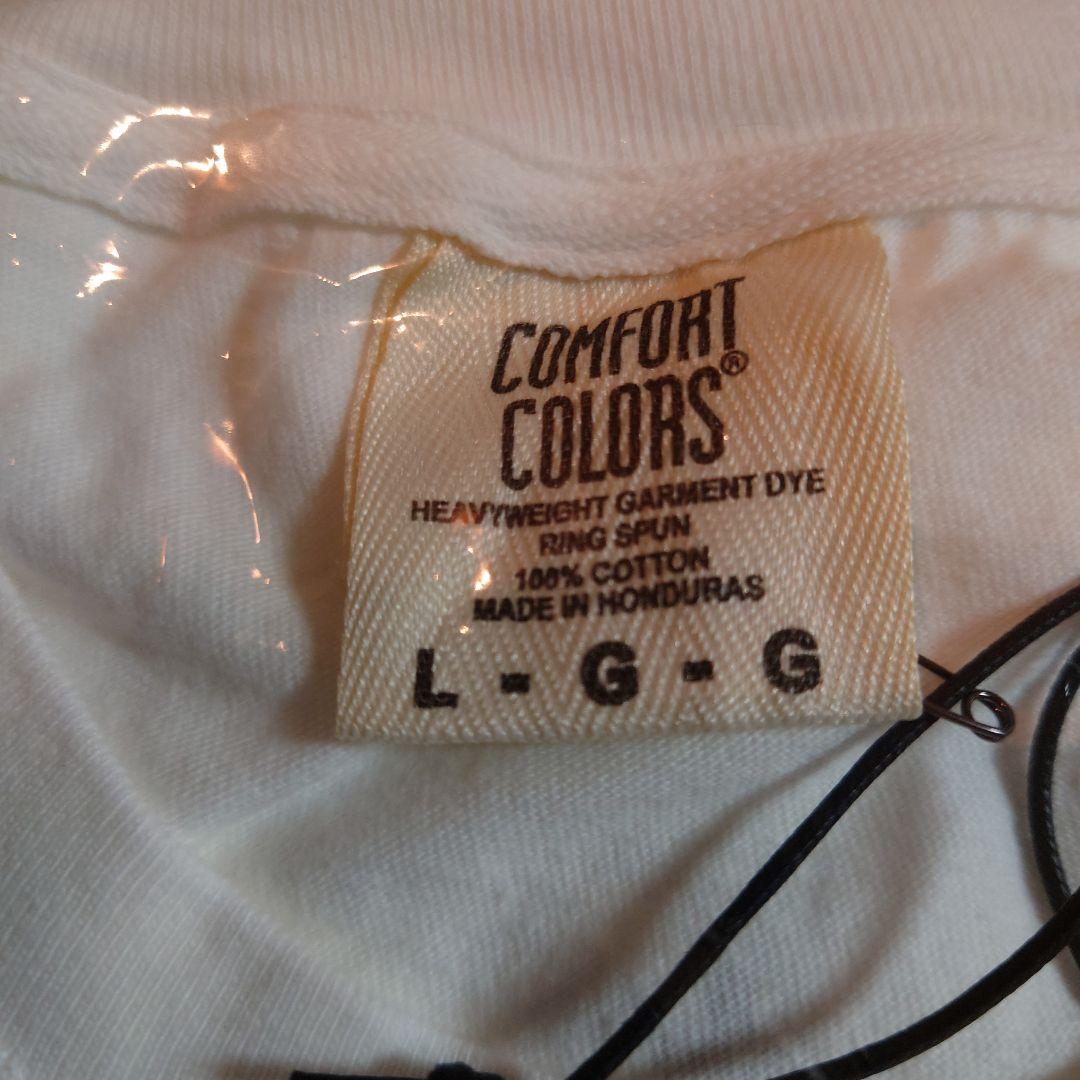 COMFORT
COLORS®
HEAVYWEIGHT GARMENT DYE
RING SPUN
100% COTTON
MADE IN HONDURAS
L - G - G